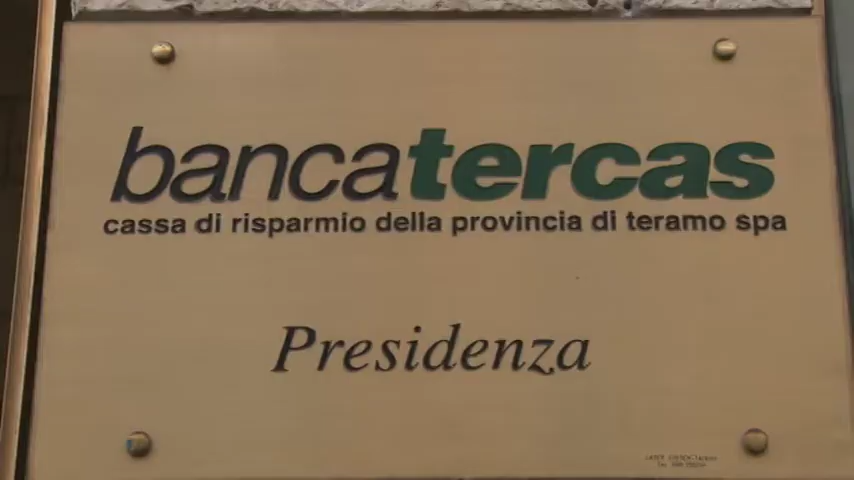 bancatercas
cassa di risparmio della provincia di teramo spa
Presidenza